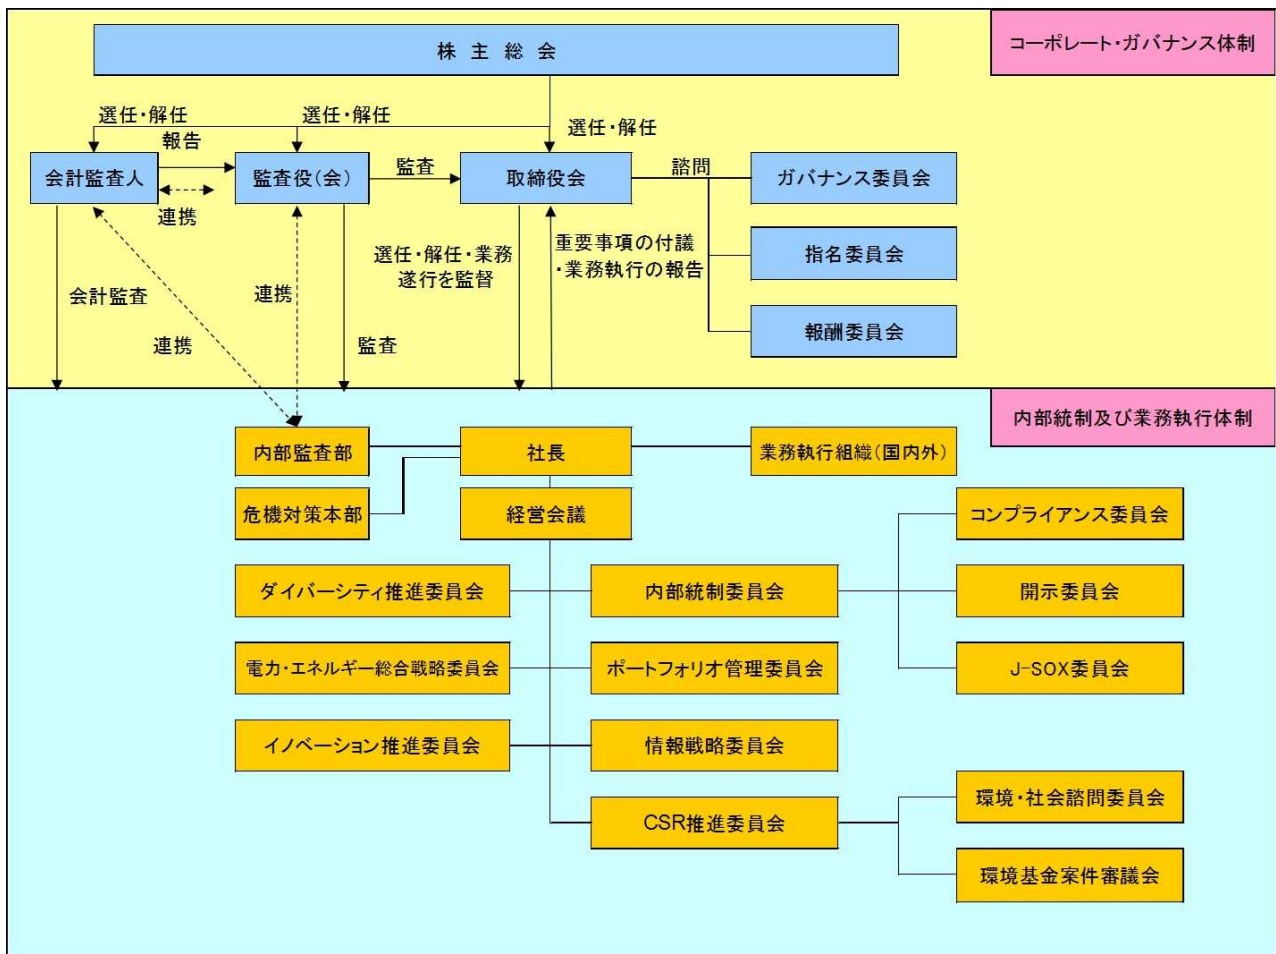 株 主 総 会
コーポレート・ガバナンス体制
選任・解任
選任・解任
選任・解任
報告
会計監査人
監査役(会)
監査
取締役会
諮問
ガバナンス委員会
連携
選任・解任・業務
遂行を監督
重要事項の付議
・業務執行の報告
指名委員会
会計監査
連携
連携
監査
報酬委員会
内部統制及び業務執行体制
内部監査部
社長
業務執行組織(国内外)
危機対策本部
経営会議
コンプライアンス委員会
ダイバーシティ推進委員会
内部統制委員会
開示委員会
電力・エネルギー総合戦略委員会
ポートフォリオ管理委員会
J-SOX委員会
イノベーション推進委員会
情報戦略委員会
環境・社会諮問委員会
CSR推進委員会
環境基金案件審議会